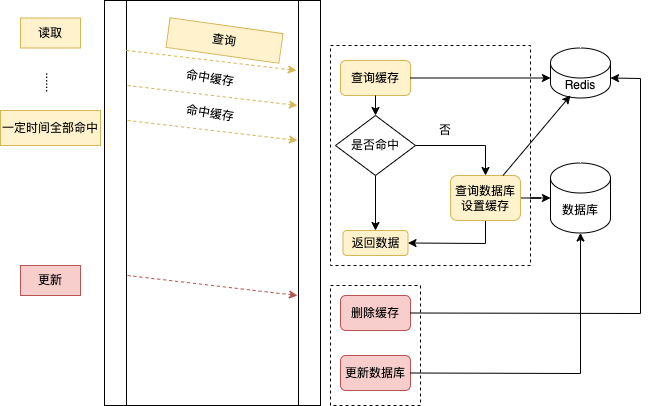 读取
查询
命中缓存
命中缓存
一定时间全部命中
更新
查询缓存
Redis
是否命中
否
查询数据库
设置缓存
数据库
返回数据
删除缓存
更新数据库